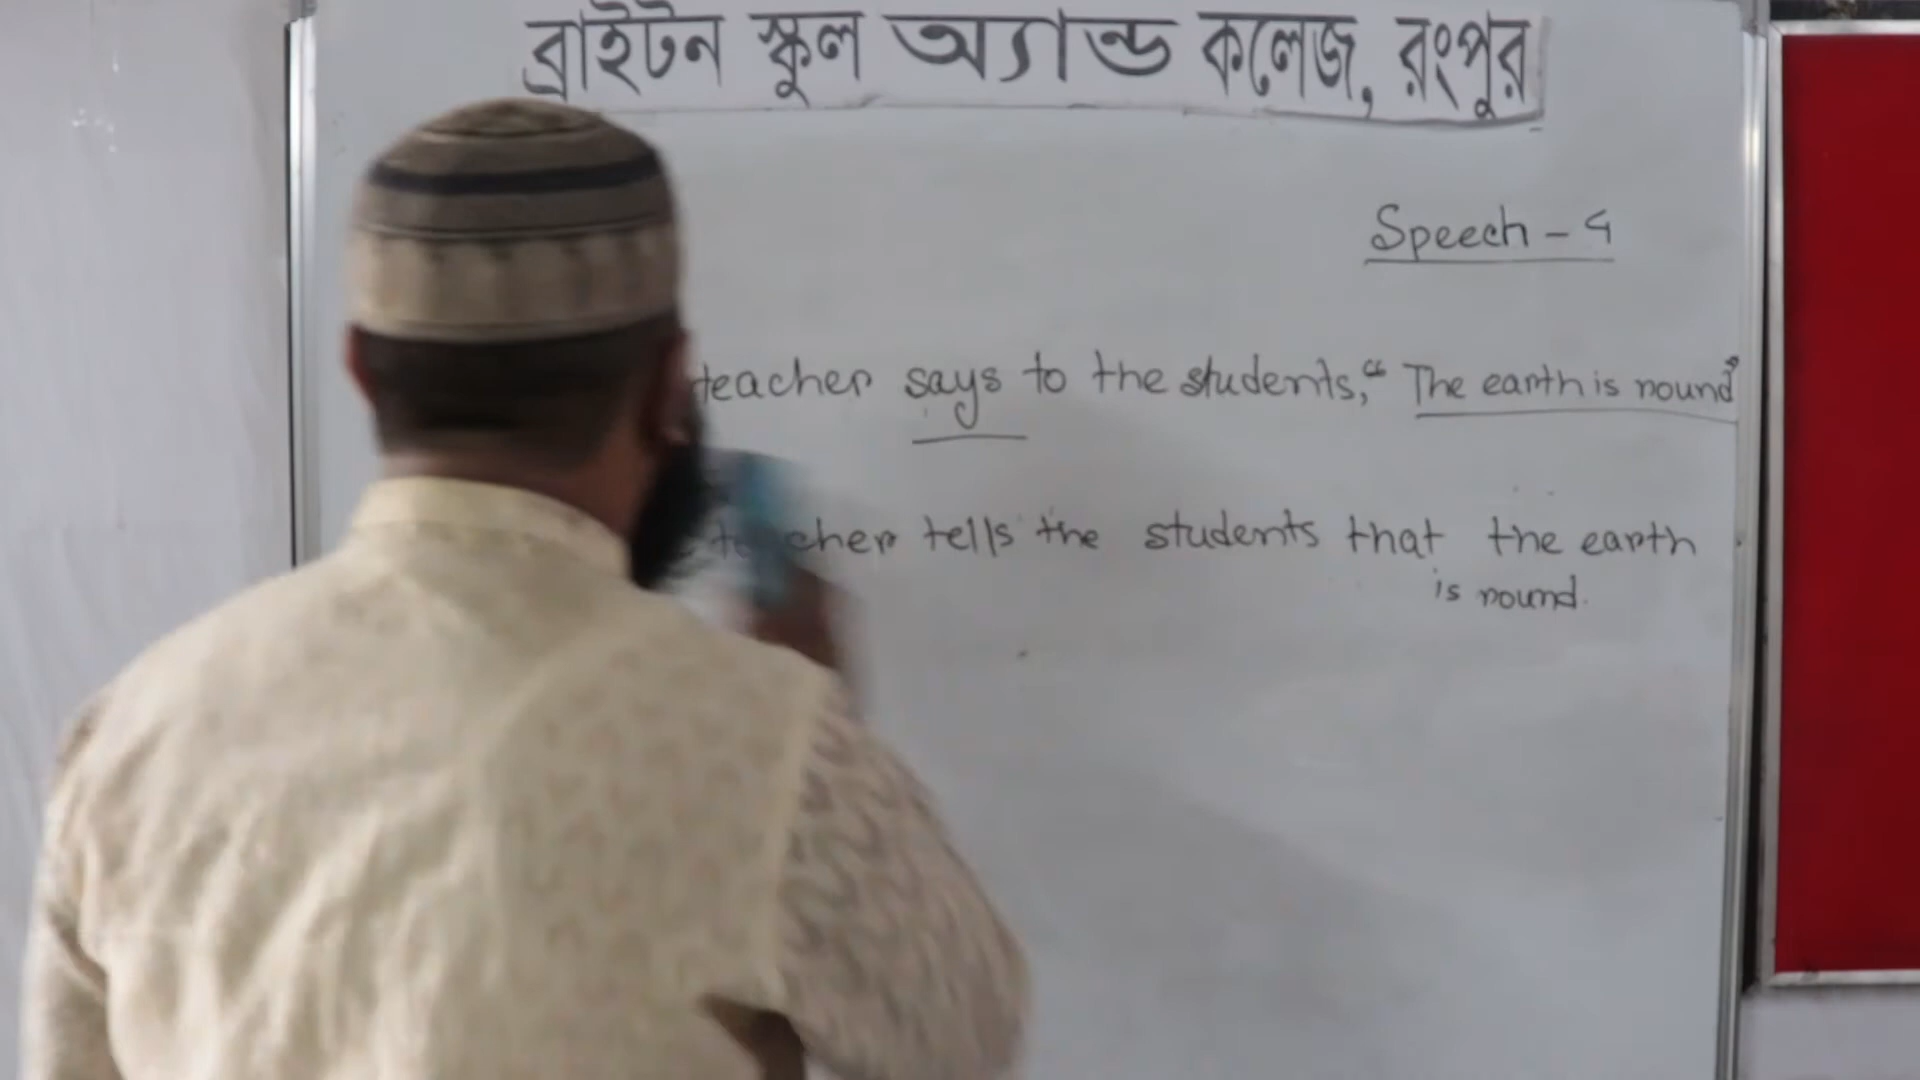 ব্রাইটন স্কুল অ্যান্ড কলেজ, রংপুর
Speech - 4
teacher says to the students, "The earth is round"
teacher tells the students that the earth
is round.